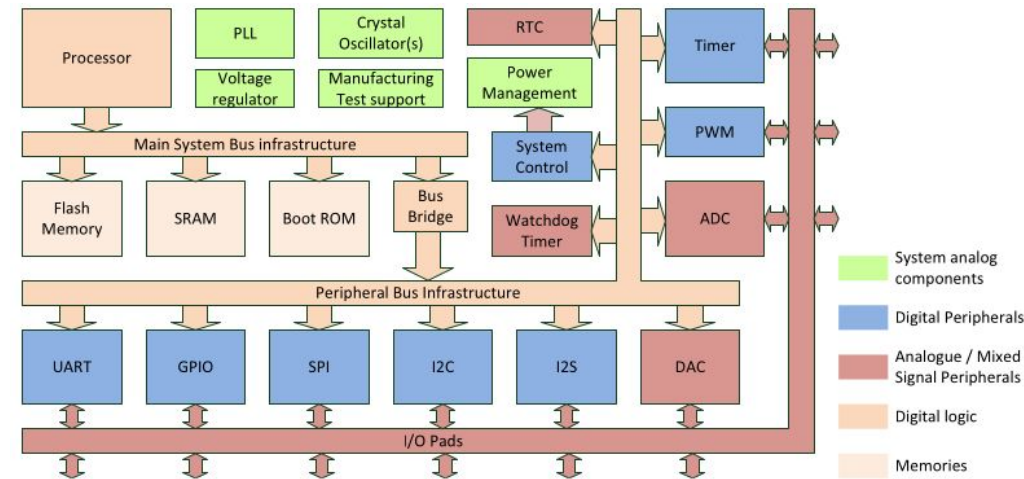 Processor
PLL
Crystal
Oscillator(s)
Voltage
regulator
Manufacturing
Test support
RTC
Power
Management
Timer
Main System Bus infrastructure
System
Control
PWM
Flash
Memory
SRAM
Boot ROM
Bus
Bridge
Watchdog
Timer
ADC
Peripheral Bus Infrastructure
UART
GPIO
SPI
I2C
I2S
DAC
I/O Pads
System analog
components
Digital Peripherals
Analogue / Mixed
Signal Peripherals
Digital logic
Memories